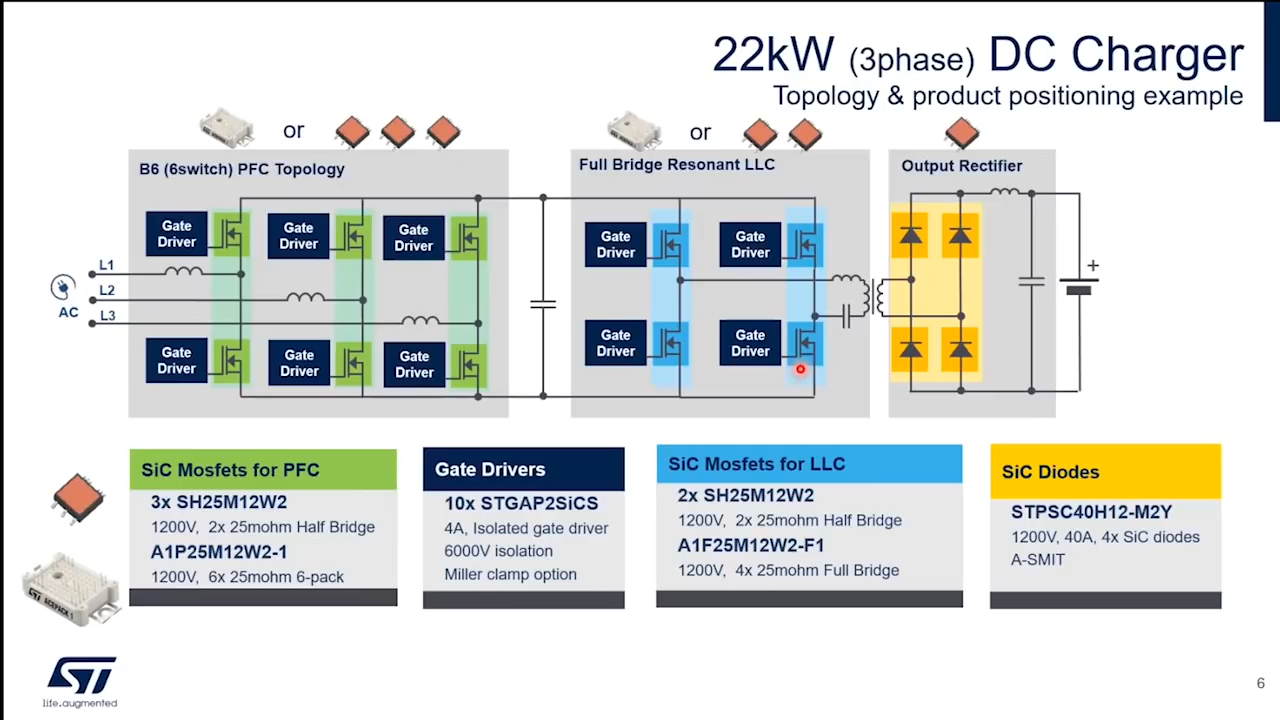 22kW (3phase) DC Charger
Topology & product positioning example
or
or
B6 (6switch) PFC Topology
Full Bridge Resonant LLC
Output Rectifier
Gate
Driver
Gate
Driver
Gate
Driver
Gate
Driver
Gate
Driver
L1
L2
AC
L3
+
Gate
Driver
Gate
Driver
Gate
Driver
Gate
Driver
Gate
Driver
SiC Mosfets for PFC
3x SH25M12W2
1200V, 2x 25mohm Half Bridge
A1P25M12W2-1
1200V, 6x 25mohm 6-pack
Gate Drivers
10x STGAP2SiCS
4A, Isolated gate driver
6000V isolation
Miller clamp option
SiC Mosfets for LLC
2x SH25M12W2
1200V, 2x 25mohm Half Bridge
A1F25M12W2-F1
1200V, 4x 25mohm Full Bridge
SiC Diodes
STPSC40H12-M2Y
1200V, 40A, 4x SiC diodes
A-SMIT
ST ACEPACK 1
ST
life.augmented
6